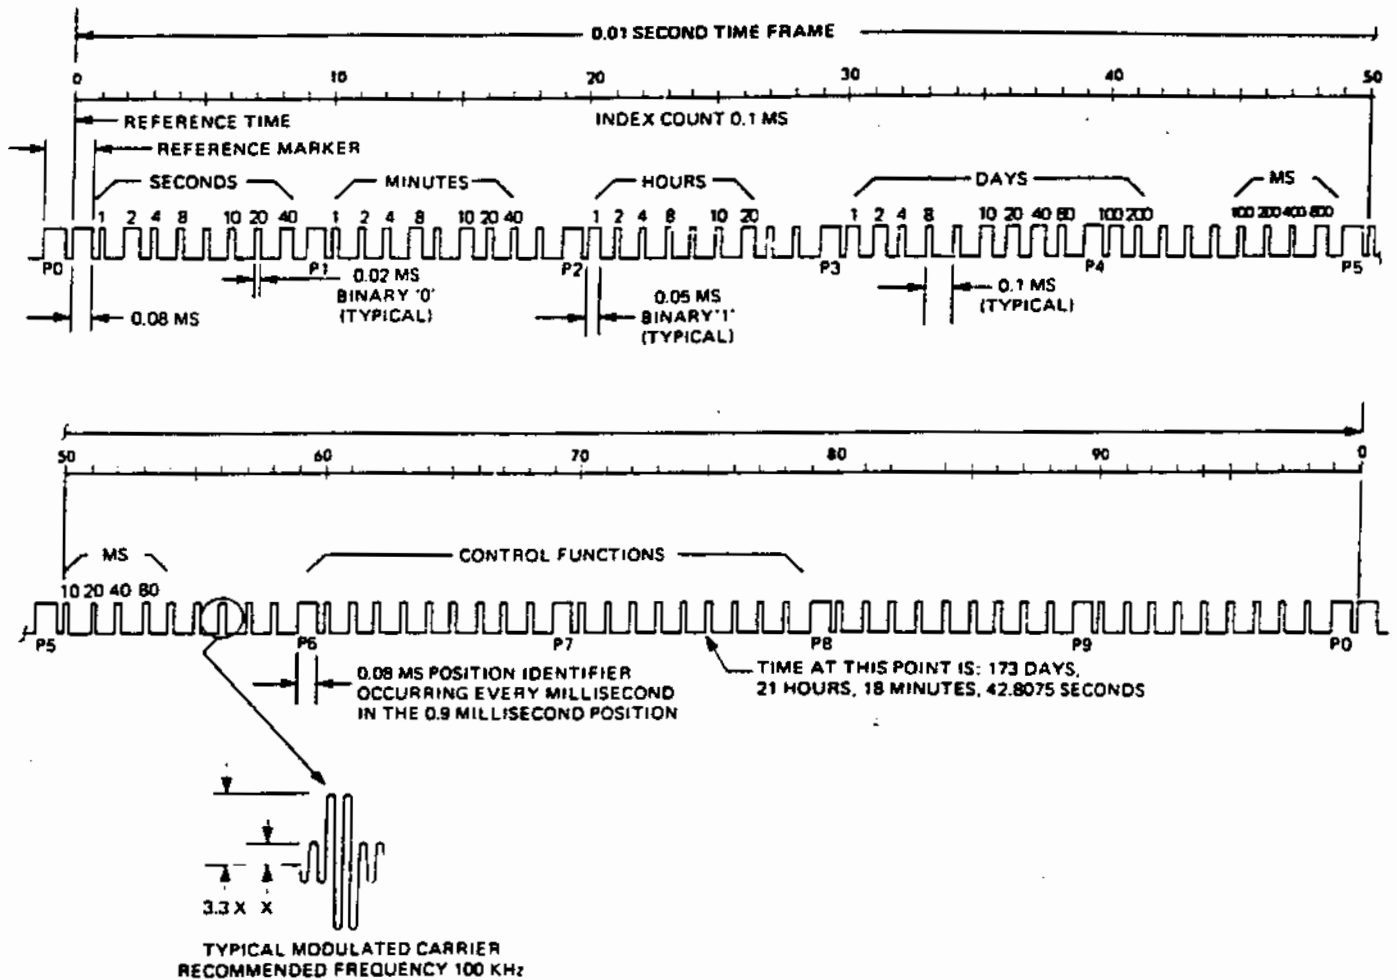 0.01 SECOND TIME FRAME
0 10 20 30 40 50
REFERENCE TIME
INDEX COUNT 0.1 MS
REFERENCE MARKER
SECONDS MINUTES HOURS DAYS MS
1 2 4 8 10 20 40 1 2 4 8 10 20 40 1 2 4 8 10 20 1 2 4 8 10 20 40 80 100 200 100 200 400 800
P0 P1 P2 P3 P4 P5
0.02 MS
BINARY '0'
(TYPICAL)
0.05 MS
BINARY '1'
(TYPICAL)
0.1 MS
(TYPICAL)
0.08 MS
50 60 70 80 90 0
MS CONTROL FUNCTIONS
10 20 40 80
P5 P6 P7 P8 P9 P0
0.08 MS POSITION IDENTIFIER
OCCURRING EVERY MILLISECOND
IN THE 0.9 MILLISECOND POSITION
TIME AT THIS POINT IS: 173 DAYS,
21 HOURS, 18 MINUTES, 42.8075 SECONDS
3.3 X X
TYPICAL MODULATED CARRIER
RECOMMENDED FREQUENCY 100 KHz